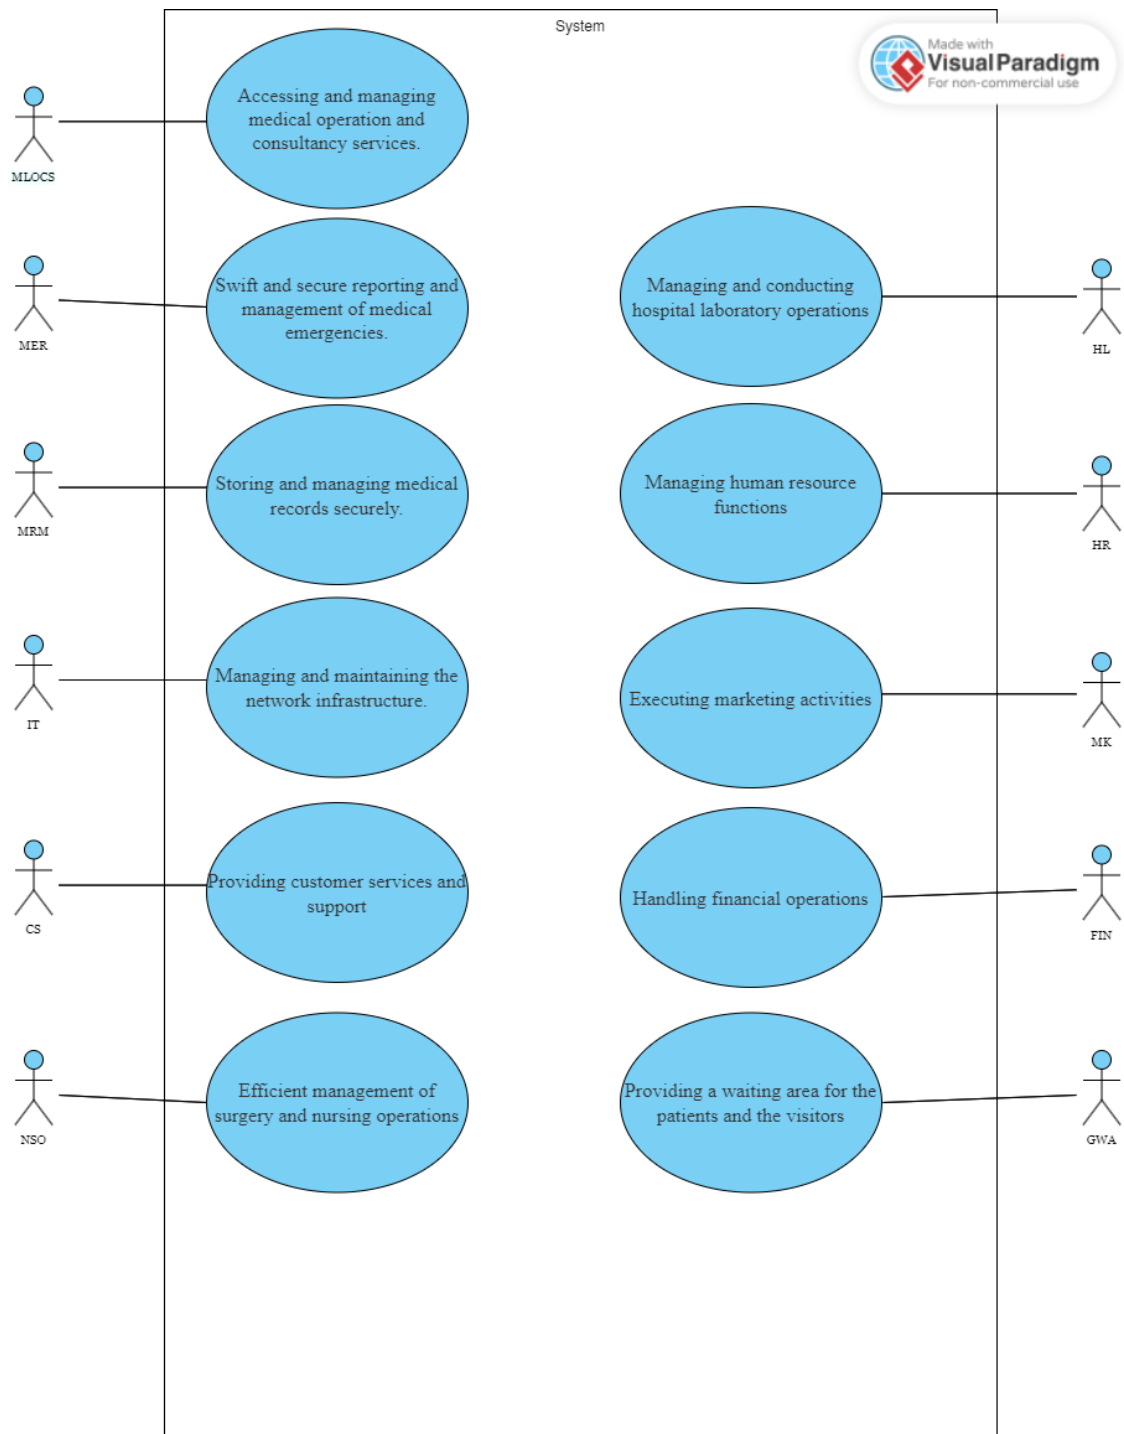 System
Made with
Visual Paradigm
For non-commercial use
Accessing and managing
medical operation and
consultancy services.
MLOCS
Swift and secure reporting and
management of medical
emergencies.
MER
Managing and conducting
hospital laboratory operations
HL
Storing and managing medical
records securely.
MRM
Managing human resource
functions
HR
Managing and maintaining the
network infrastructure.
IT
Executing marketing activities
MK
Providing customer services and
support
CS
Handling financial operations
FIN
Efficient management of
surgery and nursing operations
NSO
Providing a waiting area for the
patients and the visitors
GWA